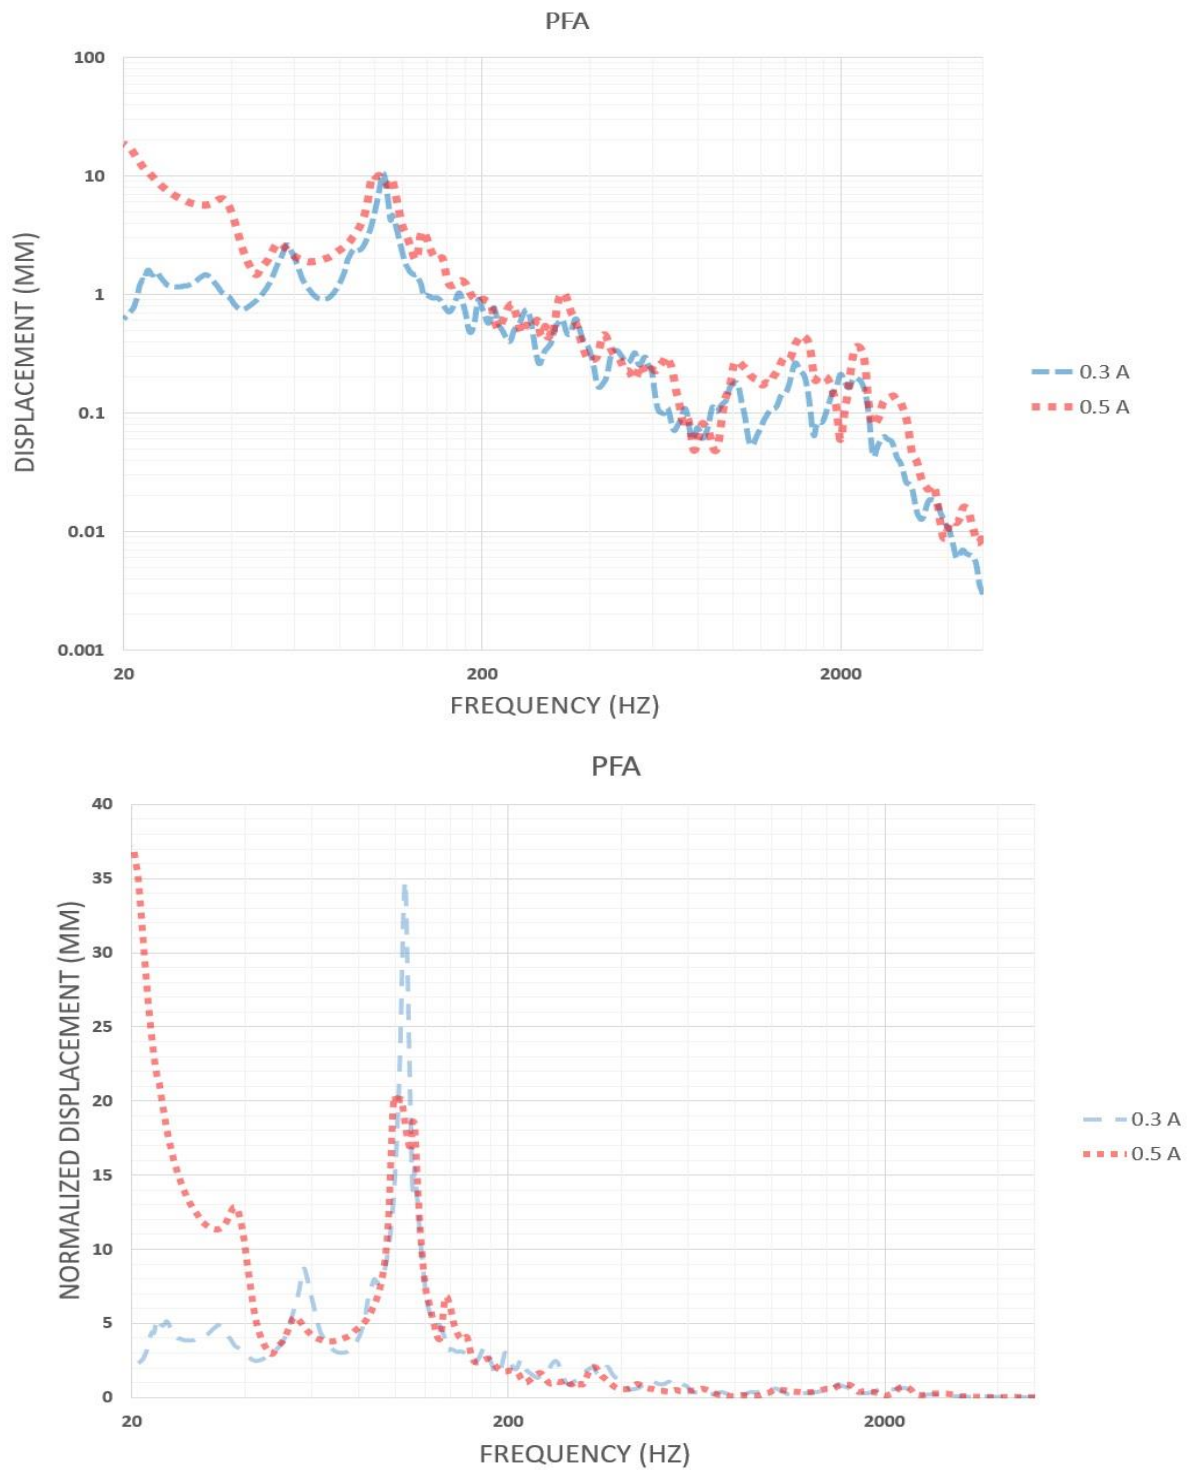 PFA
100
10
1
0.1
0.01
0.001
20
200
2000
DISPLACEMENT (MM)
FREQUENCY (HZ)
0.3 A
0.5 A
PFA
40
35
30
25
20
15
10
5
0
20
200
2000
NORMALIZED DISPLACEMENT (MM)
FREQUENCY (HZ)
0.3 A
0.5 A